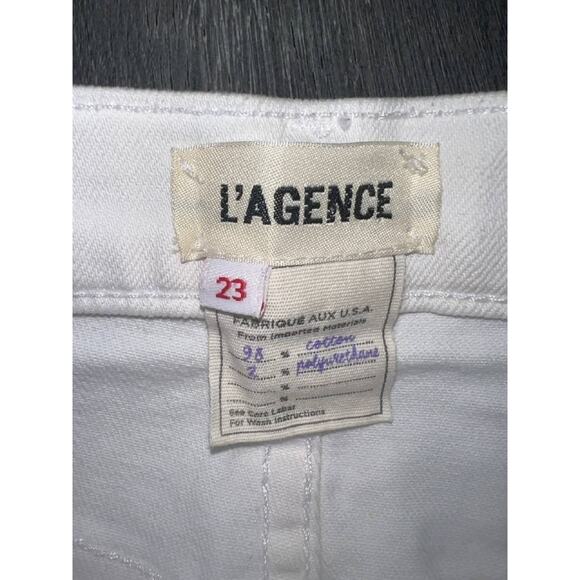 L'AGENCE
23
FABRIQUÉ AUX U.S.A.
From Imported Materials
98 % cotton
2 % polyurethane
%
%
See Care Label
For Wash Instructions